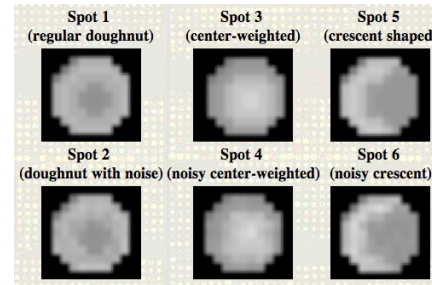 Spot 1
(regular doughnut)
Spot 3
(center-weighted)
Spot 5
(crescent shaped
Spot 2
(doughnut with noise)
Spot 4
(noisy center-weighted)
Spot 6
(noisy crescent)